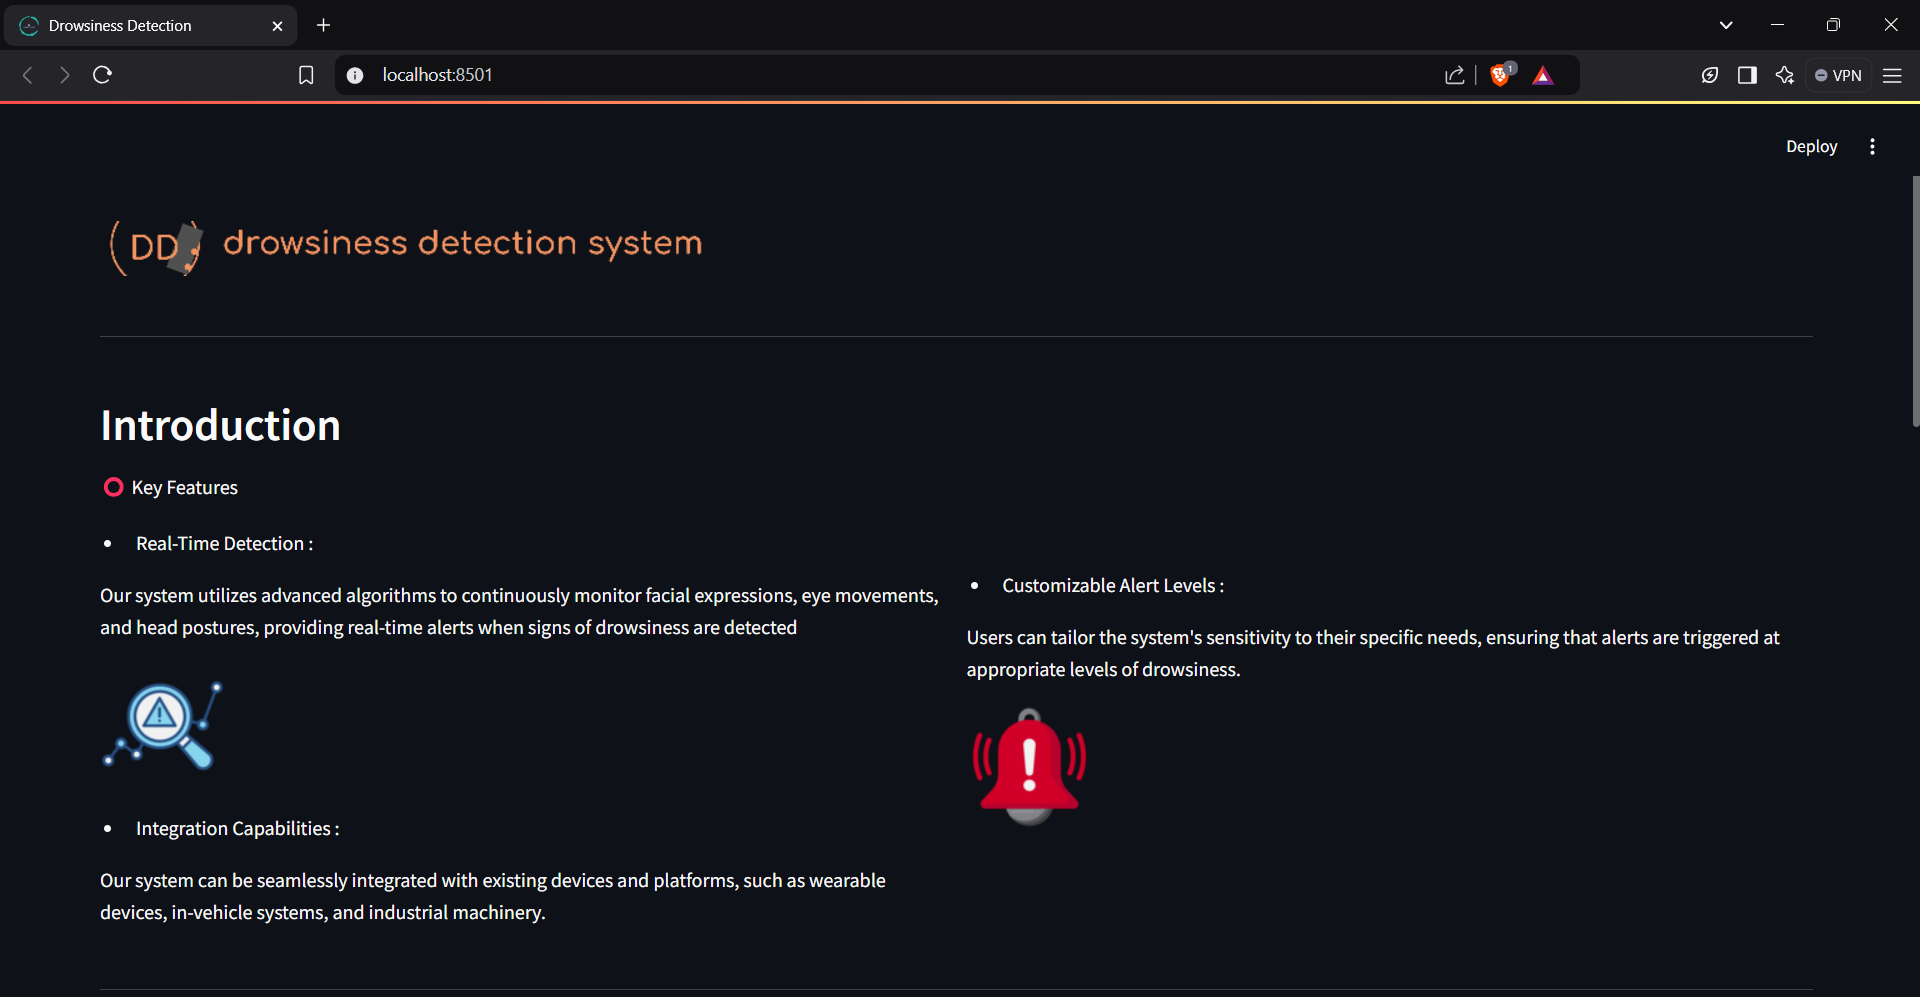 Drowsiness Detection
localhost:8501
1
VPN
Deploy
DD
drowsiness detection system
Introduction
Key Features
Real-Time Detection :
Our system utilizes advanced algorithms to continuously monitor facial expressions, eye movements,
and head postures, providing real-time alerts when signs of drowsiness are detected
Integration Capabilities :
Our system can be seamlessly integrated with existing devices and platforms, such as wearable
devices, in-vehicle systems, and industrial machinery.
Customizable Alert Levels :
Users can tailor the system's sensitivity to their specific needs, ensuring that alerts are triggered at
appropriate levels of drowsiness.